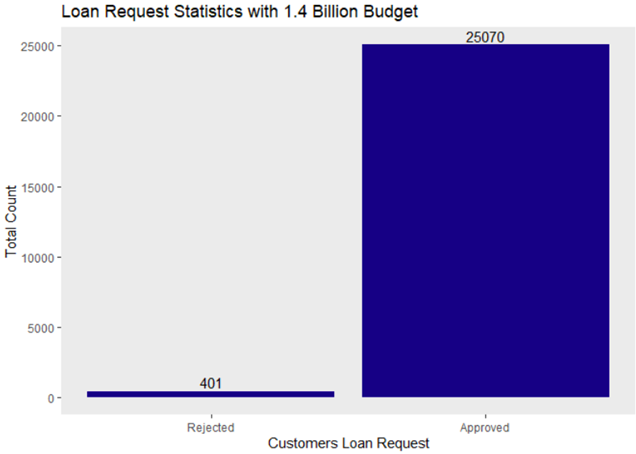 Loan Request Statistics with 1.4 Billion Budget
25070
25000
20000
15000
10000
5000
0
401
Total Count
Rejected
Approved
Customers Loan Request